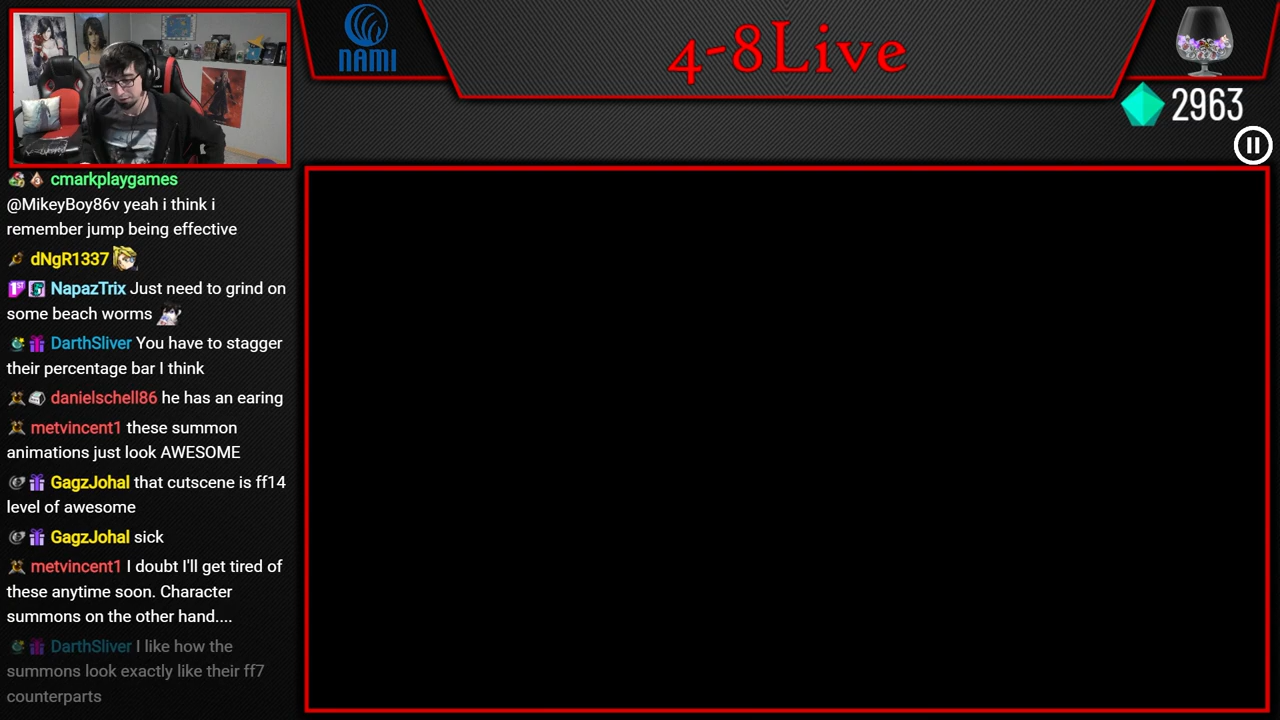 NAMI
4-8Live
2963
cmarkplaygames
@MikeyBoy86v yeah i think i
remember jump being effective
dNgR1337
1ST NapazTrix Just need to grind on
some beach worms
DarthSliver You have to stagger
their percentage bar I think
danielschell86 he has an earing
metvincent1 these summon
animations just look AWESOME
GagzJohal that cutscene is ff14
level of awesome
GagzJohal sick
metvincent1 I doubt I'll get tired of
these anytime soon. Character
summons on the other hand....
DarthSliver I like how the
summons look exactly like their ff7
counterparts